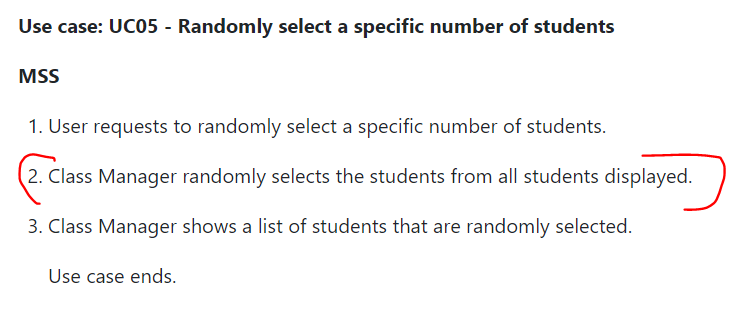 Use case: UC05 - Randomly select a specific number of students
MSS
1. User requests to randomly select a specific number of students.
2. Class Manager randomly selects the students from all students displayed.
3. Class Manager shows a list of students that are randomly selected.
Use case ends.